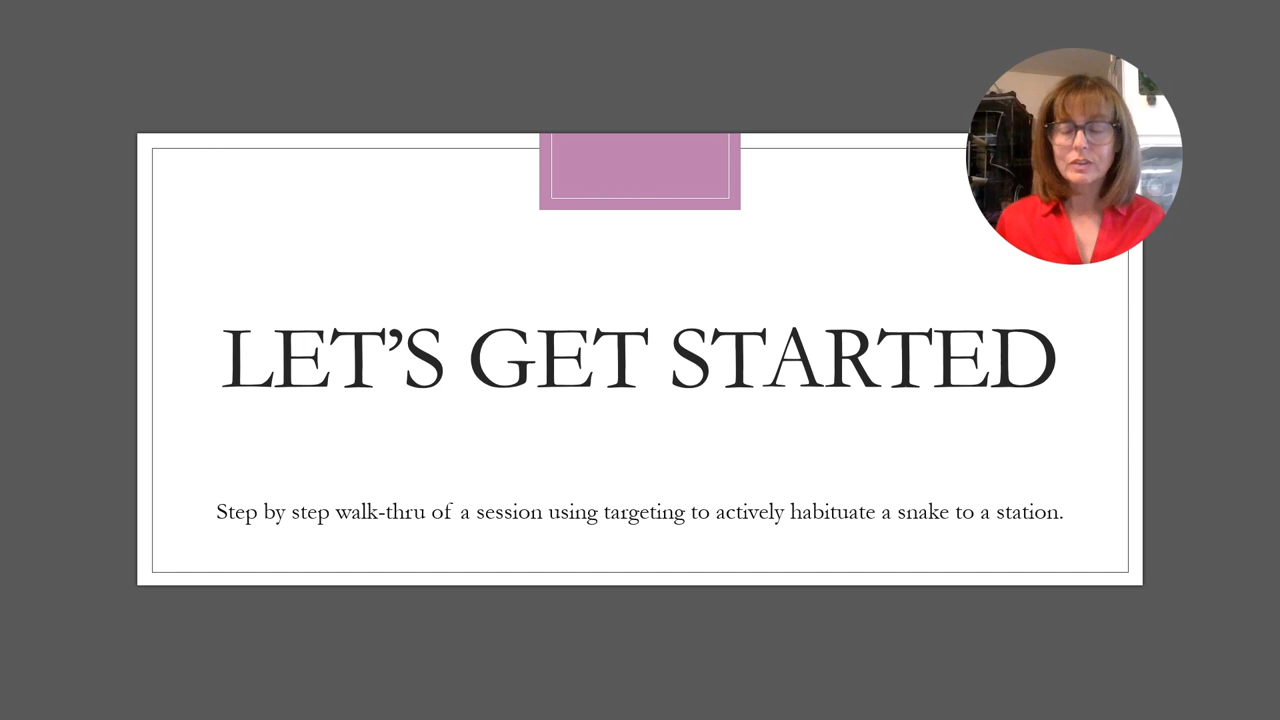 LET’S GET STARTED
Step by step walk-thru of a session using targeting to actively habituate a snake to a station.